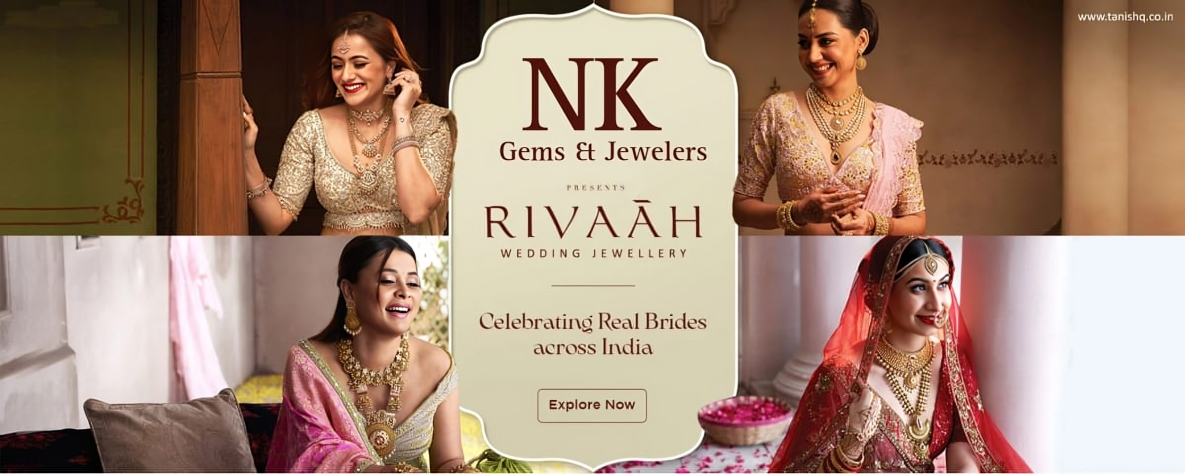 www.tanishq.co.in
NK
Gems & Jewelers
PRESENTS
RIVAĀH
WEDDING JEWELLERY
Celebrating Real Brides
across India
Explore Now